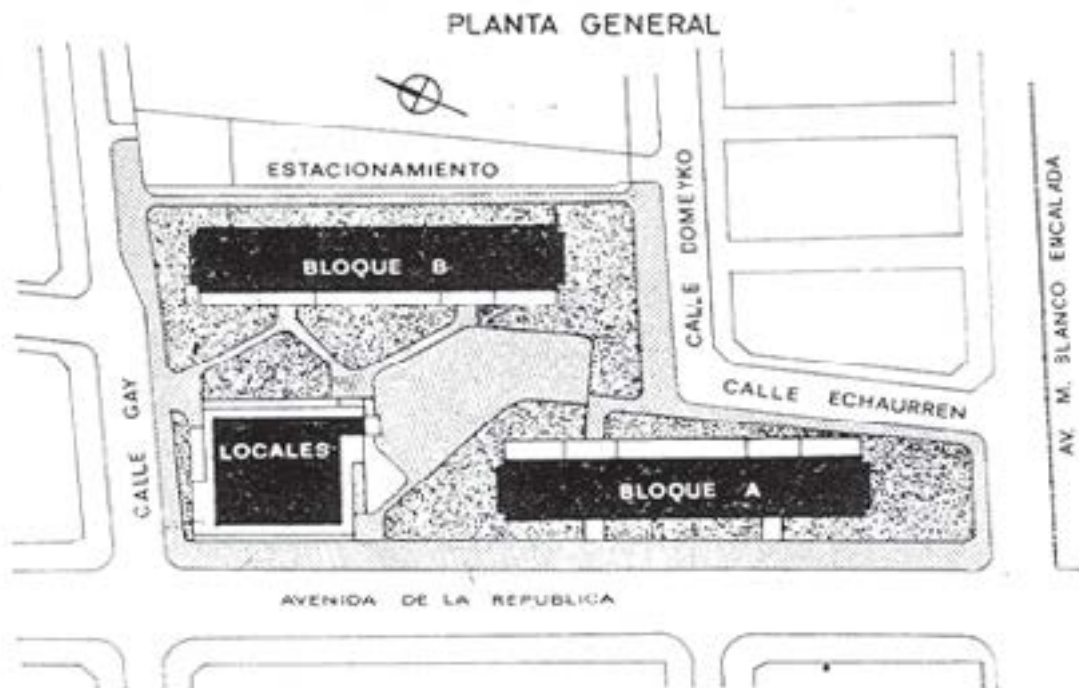 PLANTA GENERAL
ESTACIONAMIENTO
BLOQUE B
CALLE DOMEYKO
AV. M. BLANCO ENCALADA
CALLE GAY
CALLE ECHAURREN
LOCALES
BLOQUE A
AVENIDA DE LA REPUBLICA